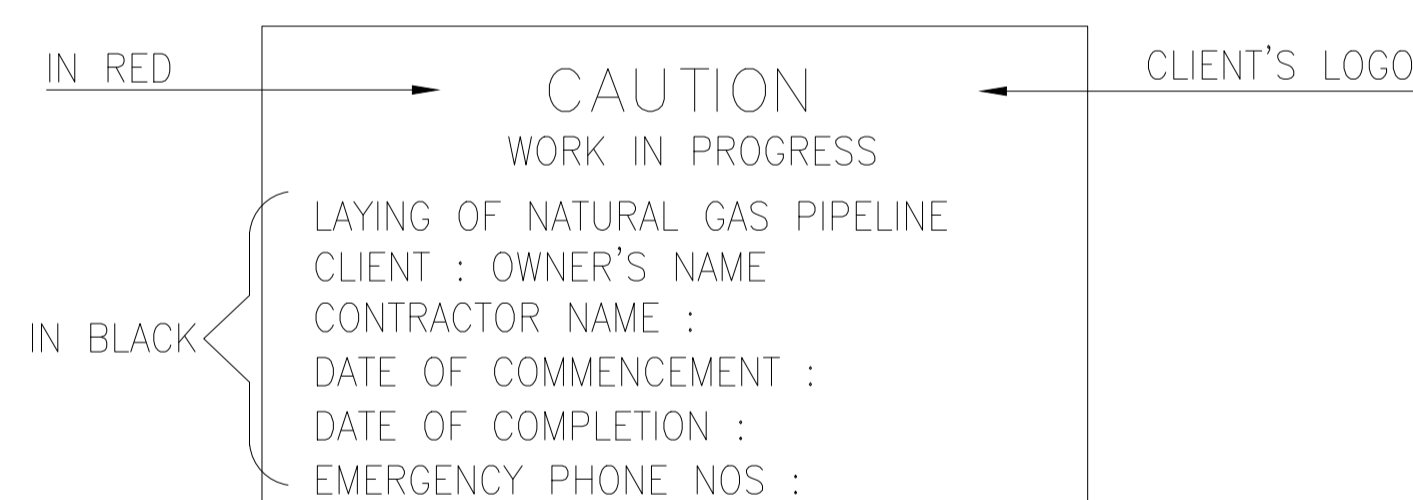 IN RED
CLIENT'S LOGO
CAUTION
WORK IN PROGRESS
LAYING OF NATURAL GAS PIPELINE
CLIENT : OWNER'S NAME
CONTRACTOR NAME :
IN BLACK
DATE OF COMMENCEMENT :
DATE OF COMPLETION :
EMERGENCY PHONE NOS :